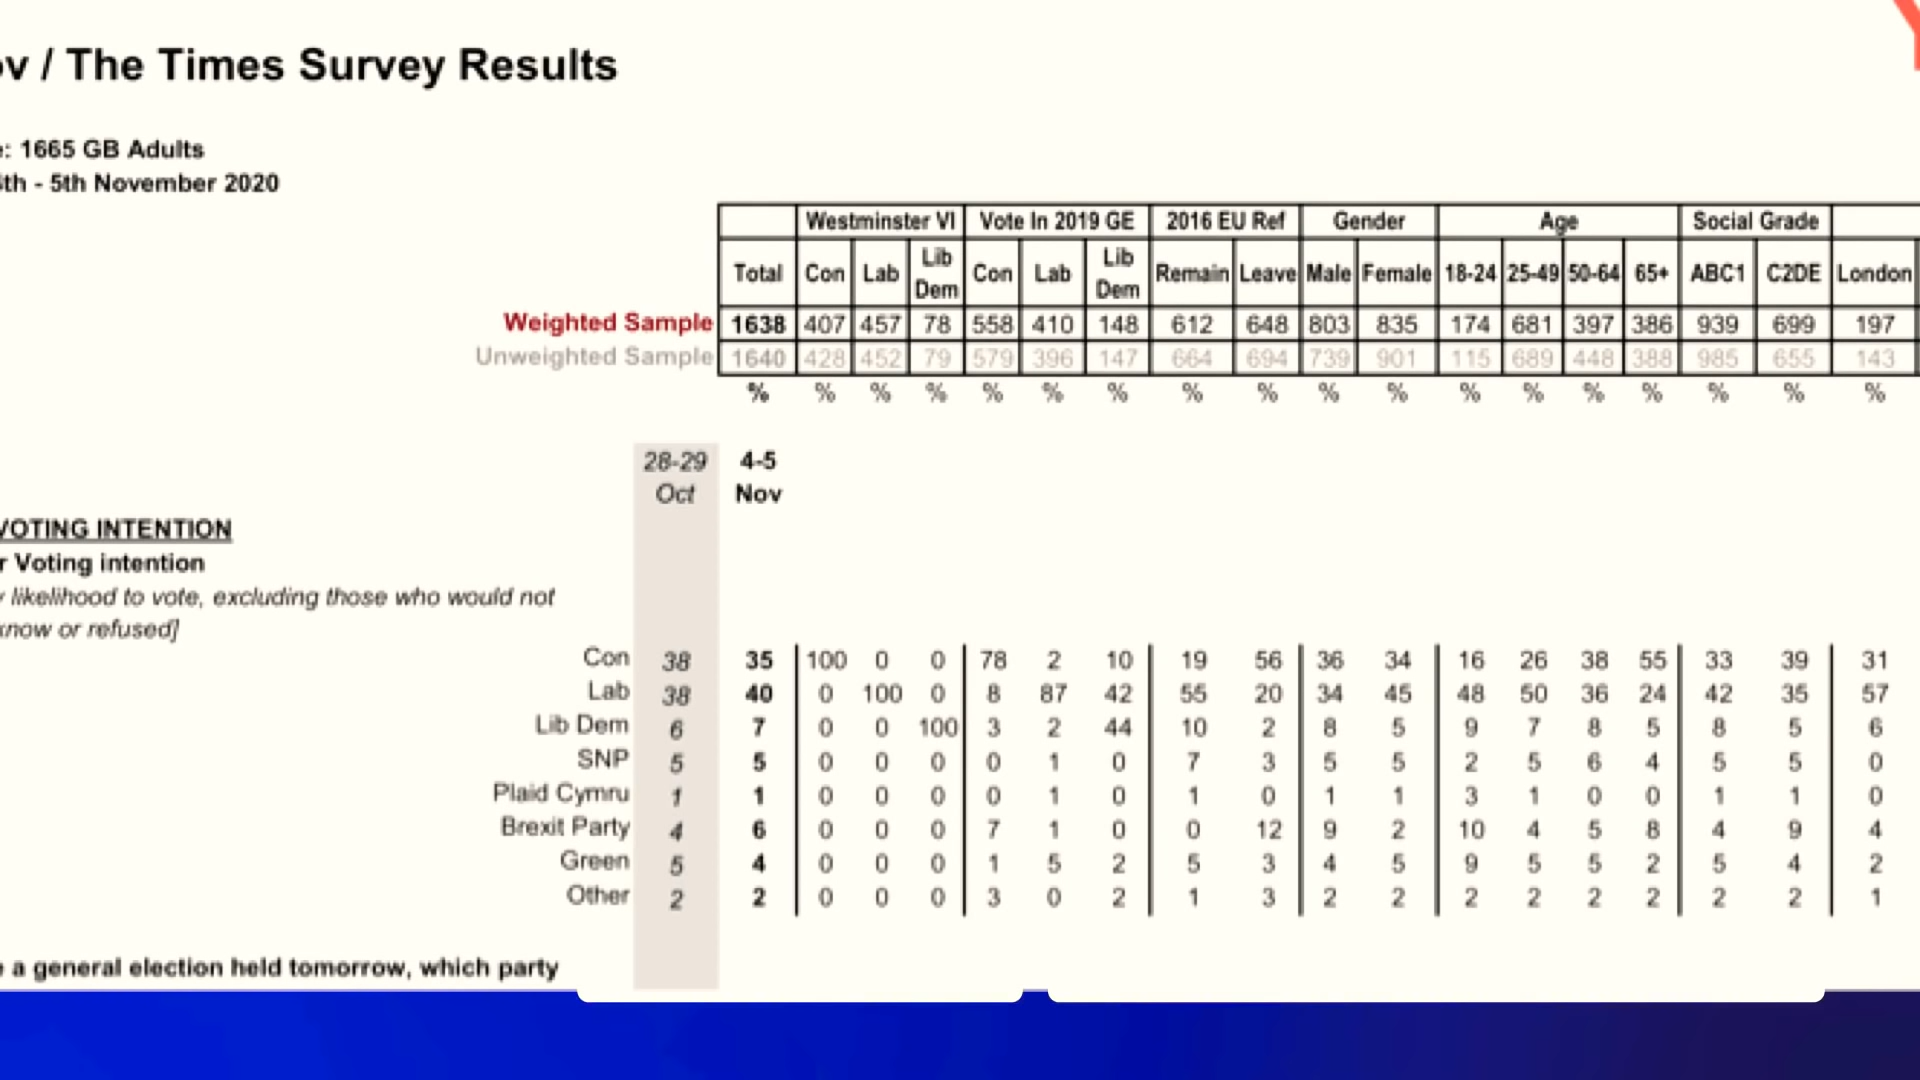 ov / The Times Survey Results
e: 1665 GB Adults
4th - 5th November 2020
Westminster VI Vote In 2019 GE 2016 EU Ref Gender Age Social Grade
Total Con Lab Lib Dem Con Lab Lib Dem Remain Leave Male Female 18-24 25-49 50-64 65+ ABC1 C2DE London
Weighted Sample 1638 407 457 78 558 410 148 612 648 803 835 174 681 397 386 939 699 197
Unweighted Sample 1640 428 452 79 579 396 147 664 694 739 901 115 689 448 388 985 655 143
% % % % % % % % % % % % % % % % % %
28-29 4-5
Oct Nov
VOTING INTENTION
r Voting intention
y likelihood to vote, excluding those who would not
know or refused]
Con 38 35 100 0 0 78 2 10 19 56 36 34 16 26 38 55 33 39 31
Lab 38 40 0 100 0 8 87 42 55 20 34 45 48 50 36 24 42 35 57
Lib Dem 6 7 0 0 100 3 2 44 10 2 8 5 9 7 8 5 8 5 6
SNP 5 5 0 0 0 0 1 0 7 3 5 5 2 5 6 4 5 5 0
Plaid Cymru 1 1 0 0 0 0 1 0 1 0 1 1 3 1 0 0 1 1 0
Brexit Party 4 6 0 0 0 7 1 0 0 12 9 2 10 4 5 8 4 9 4
Green 5 4 0 0 0 1 5 2 5 3 4 5 9 5 5 2 5 4 2
Other 2 2 0 0 0 3 0 2 1 3 2 2 2 2 2 2 2 2 1
e a general election held tomorrow, which party